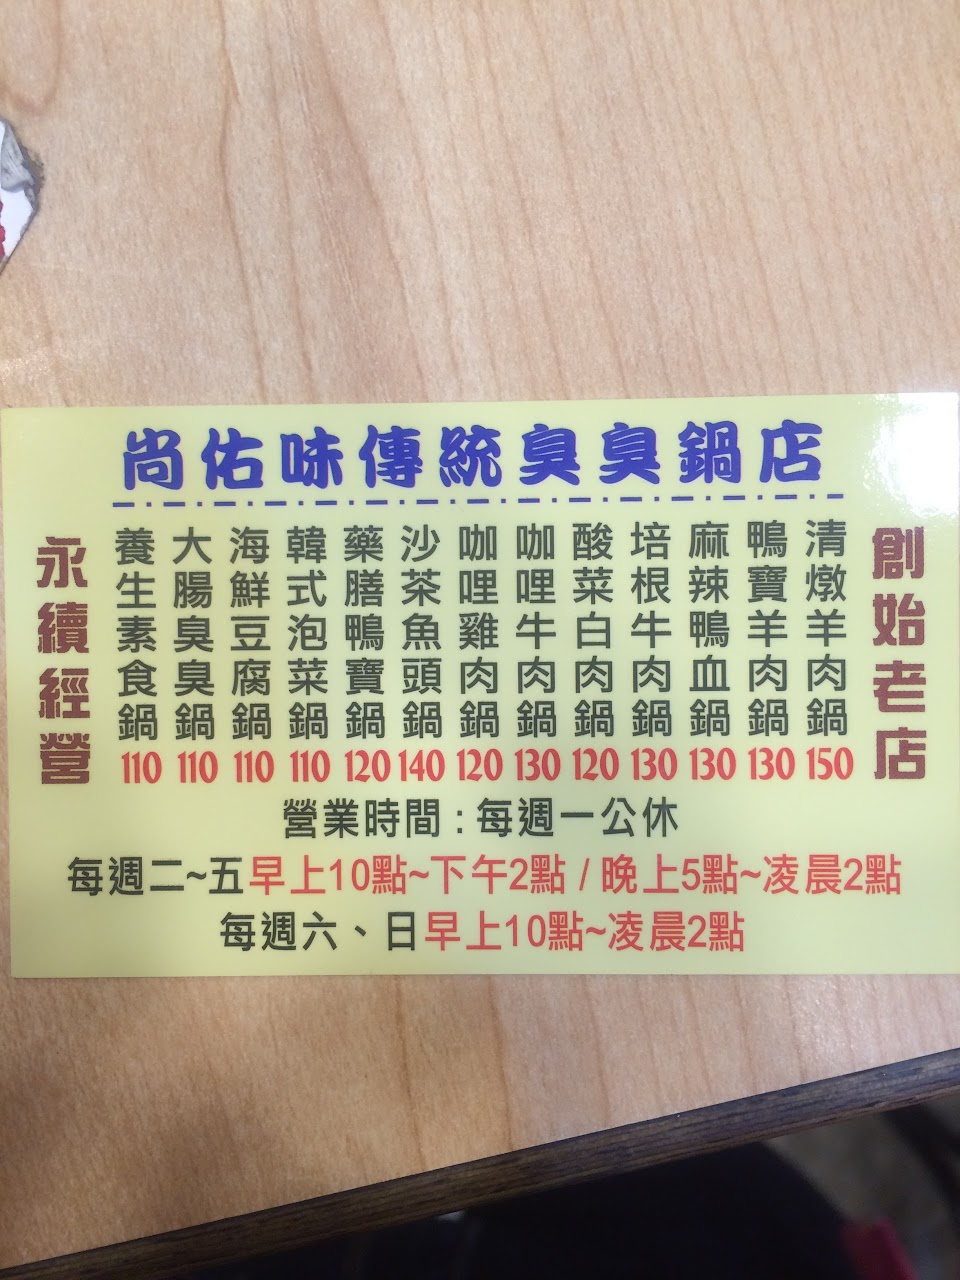 尚佑味傳統臭臭鍋店
創始老店
清燉羊肉鍋 150
鴨寶羊肉鍋 130
麻辣鴨血鍋 130
培根牛肉鍋 130
酸菜白肉鍋 120
咖哩牛肉鍋 130
咖哩雞肉鍋 120
沙茶魚頭鍋 140
藥膳鴨寶鍋 120
韓式泡菜鍋 110
海鮮豆腐鍋 110
大腸臭臭鍋 110
養生素食鍋 110
永續經營
營業時間:每週一公休
每週二~五早上10點~下午2點 / 晚上5點~凌晨2點
每週六、日早上10點~凌晨2點